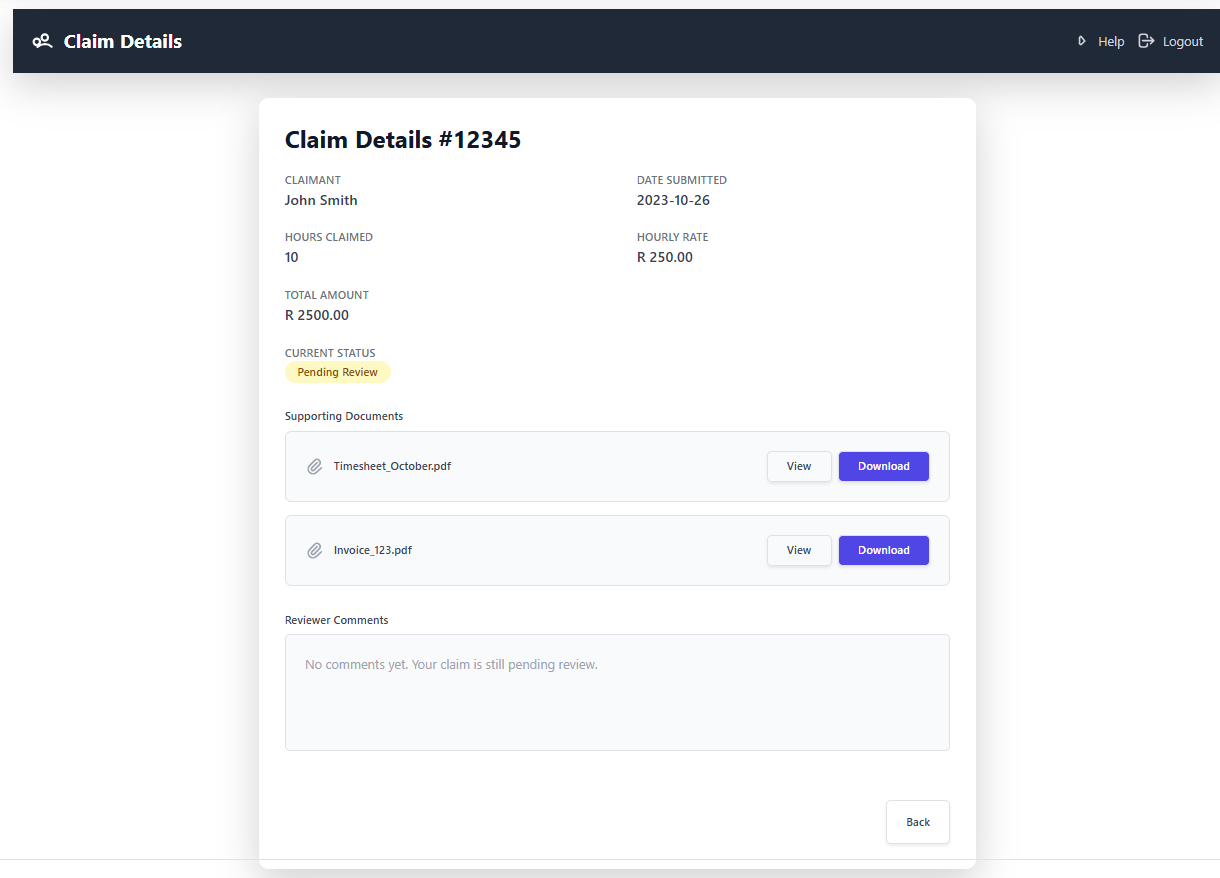 Claim Details
Help
Logout
Claim Details #12345
CLAIMANT
DATE SUBMITTED
John Smith
2023-10-26
HOURS CLAIMED
HOURLY RATE
10
R 250.00
TOTAL AMOUNT
R 2500.00
CURRENT STATUS
Pending Review
Supporting Documents
Timesheet_October.pdf
View
Download
Invoice_123.pdf
View
Download
Reviewer Comments
No comments yet. Your claim is still pending review.
Back